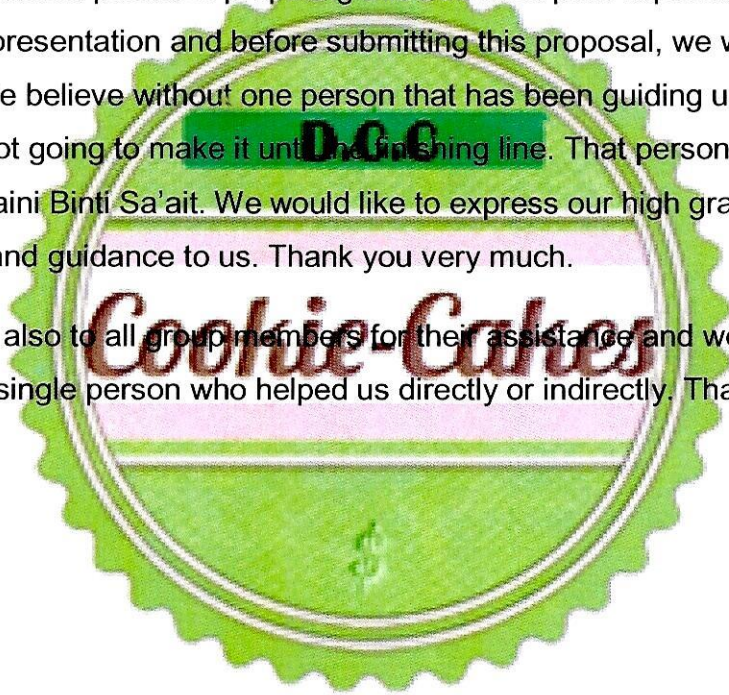 presentation and before submitting this proposal, we w
e believe without one person that has been guiding u
ot going to make it until the finishing line. That person
D.C.C
aini Binti Sa'ait. We would like to express our high gra
and guidance to us. Thank you very much.
also to all group members for their assistance and we
Cookie-Cakes
single person who helped us directly or indirectly. Tha